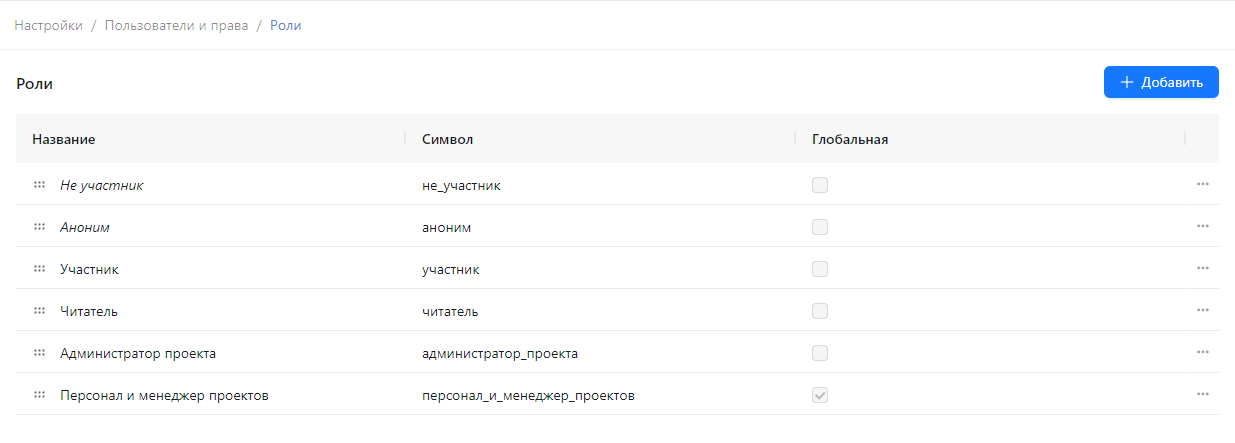 Настройки / Пользователи и права / Роли
Роли
Добавить
Название Символ Глобальная
Не участник не_участник
Аноним аноним
Участник участник
Читатель читатель
Администратор проекта администратор_проекта
Персонал и менеджер проектов персонал_и_менеджер_проектов